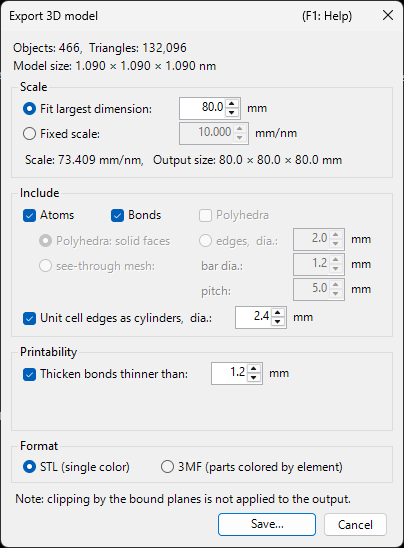 Export 3D model (F1: Help)
Objects: 466, Triangles: 132,096
Model size: 1.090 × 1.090 × 1.090 nm
Scale
Fit largest dimension: 80.0 mm
Fixed scale: 10.000 mm/nm
Scale: 73.409 mm/nm, Output size: 80.0 × 80.0 × 80.0 mm
Include
Atoms Bonds Polyhedra
Polyhedra: solid faces edges, dia.: 2.0 mm
see-through mesh: bar dia.: 1.2 mm
pitch: 5.0 mm
Unit cell edges as cylinders, dia.: 2.4 mm
Printability
Thicken bonds thinner than: 1.2 mm
Format
STL (single color) 3MF (parts colored by element)
Note: clipping by the bound planes is not applied to the output.
Save... Cancel